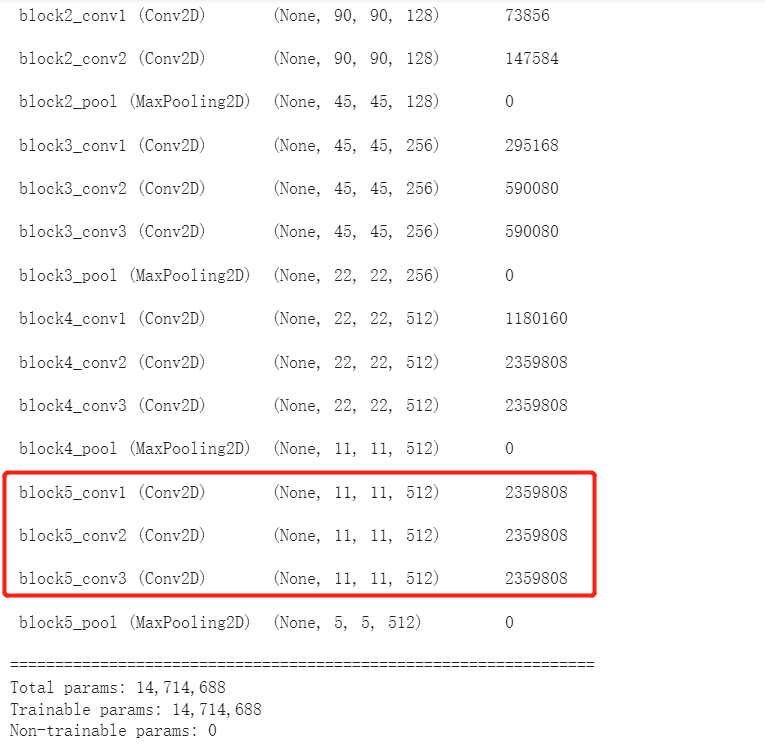 block2_conv1 (Conv2D) (None, 90, 90, 128) 73856
block2_conv2 (Conv2D) (None, 90, 90, 128) 147584
block2_pool (MaxPooling2D) (None, 45, 45, 128) 0
block3_conv1 (Conv2D) (None, 45, 45, 256) 295168
block3_conv2 (Conv2D) (None, 45, 45, 256) 590080
block3_conv3 (Conv2D) (None, 45, 45, 256) 590080
block3_pool (MaxPooling2D) (None, 22, 22, 256) 0
block4_conv1 (Conv2D) (None, 22, 22, 512) 1180160
block4_conv2 (Conv2D) (None, 22, 22, 512) 2359808
block4_conv3 (Conv2D) (None, 22, 22, 512) 2359808
block4_pool (MaxPooling2D) (None, 11, 11, 512) 0
block5_conv1 (Conv2D) (None, 11, 11, 512) 2359808
block5_conv2 (Conv2D) (None, 11, 11, 512) 2359808
block5_conv3 (Conv2D) (None, 11, 11, 512) 2359808
block5_pool (MaxPooling2D) (None, 5, 5, 512) 0
=================================================================
Total params: 14,714,688
Trainable params: 14,714,688
Non-trainable params: 0